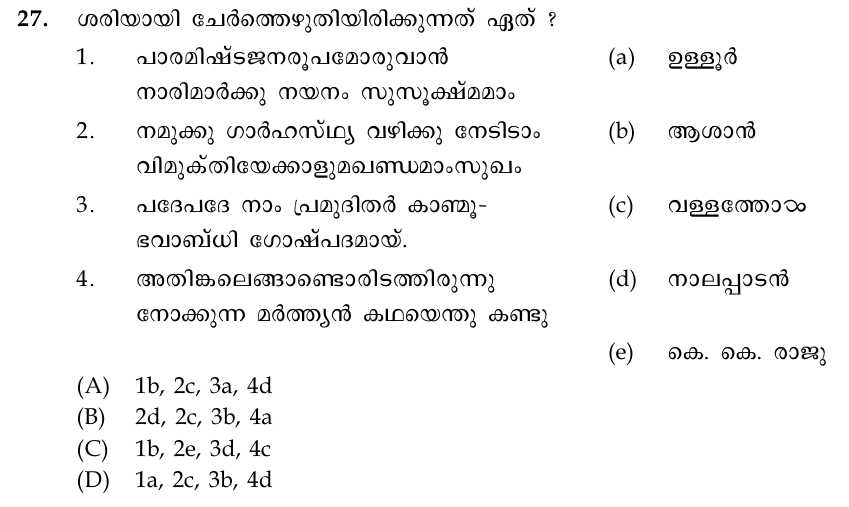 27. ശരിയായി ചേർത്തെഴുതിയിരിക്കുന്നത് ഏത് ?
1. പാരമിഷ്ടജനരൂപമോരുവാൻ (a) ഉള്ളൂർ
നാരിമാർക്കു നയനം സുസൂക്ഷ്മമാം
2. നമുക്കു ഗാർഹസ്ഥ്യ വഴിക്കു നേടിടാം (b) ആശാൻ
വിമുക്തിയേക്കാളുമഖണ്ഡമാംസുഖം
3. പദേപദേ നാം പ്രമുദിതർ കാണ്മൂ- (c) വള്ളത്തോൾ
ഭവാബ്ധി ഗോഷ്പദമായ്.
4. അതിങ്കലെങ്ങാണ്ടൊരിടത്തിരുന്നു (d) നാലപ്പാടൻ
നോക്കുന്ന മർത്ത്യൻ കഥയെന്തു കണ്ടു
(e) കെ. കെ. രാജു
(A) 1b, 2c, 3a, 4d
(B) 2d, 2c, 3b, 4a
(C) 1b, 2e, 3d, 4c
(D) 1a, 2c, 3b, 4d